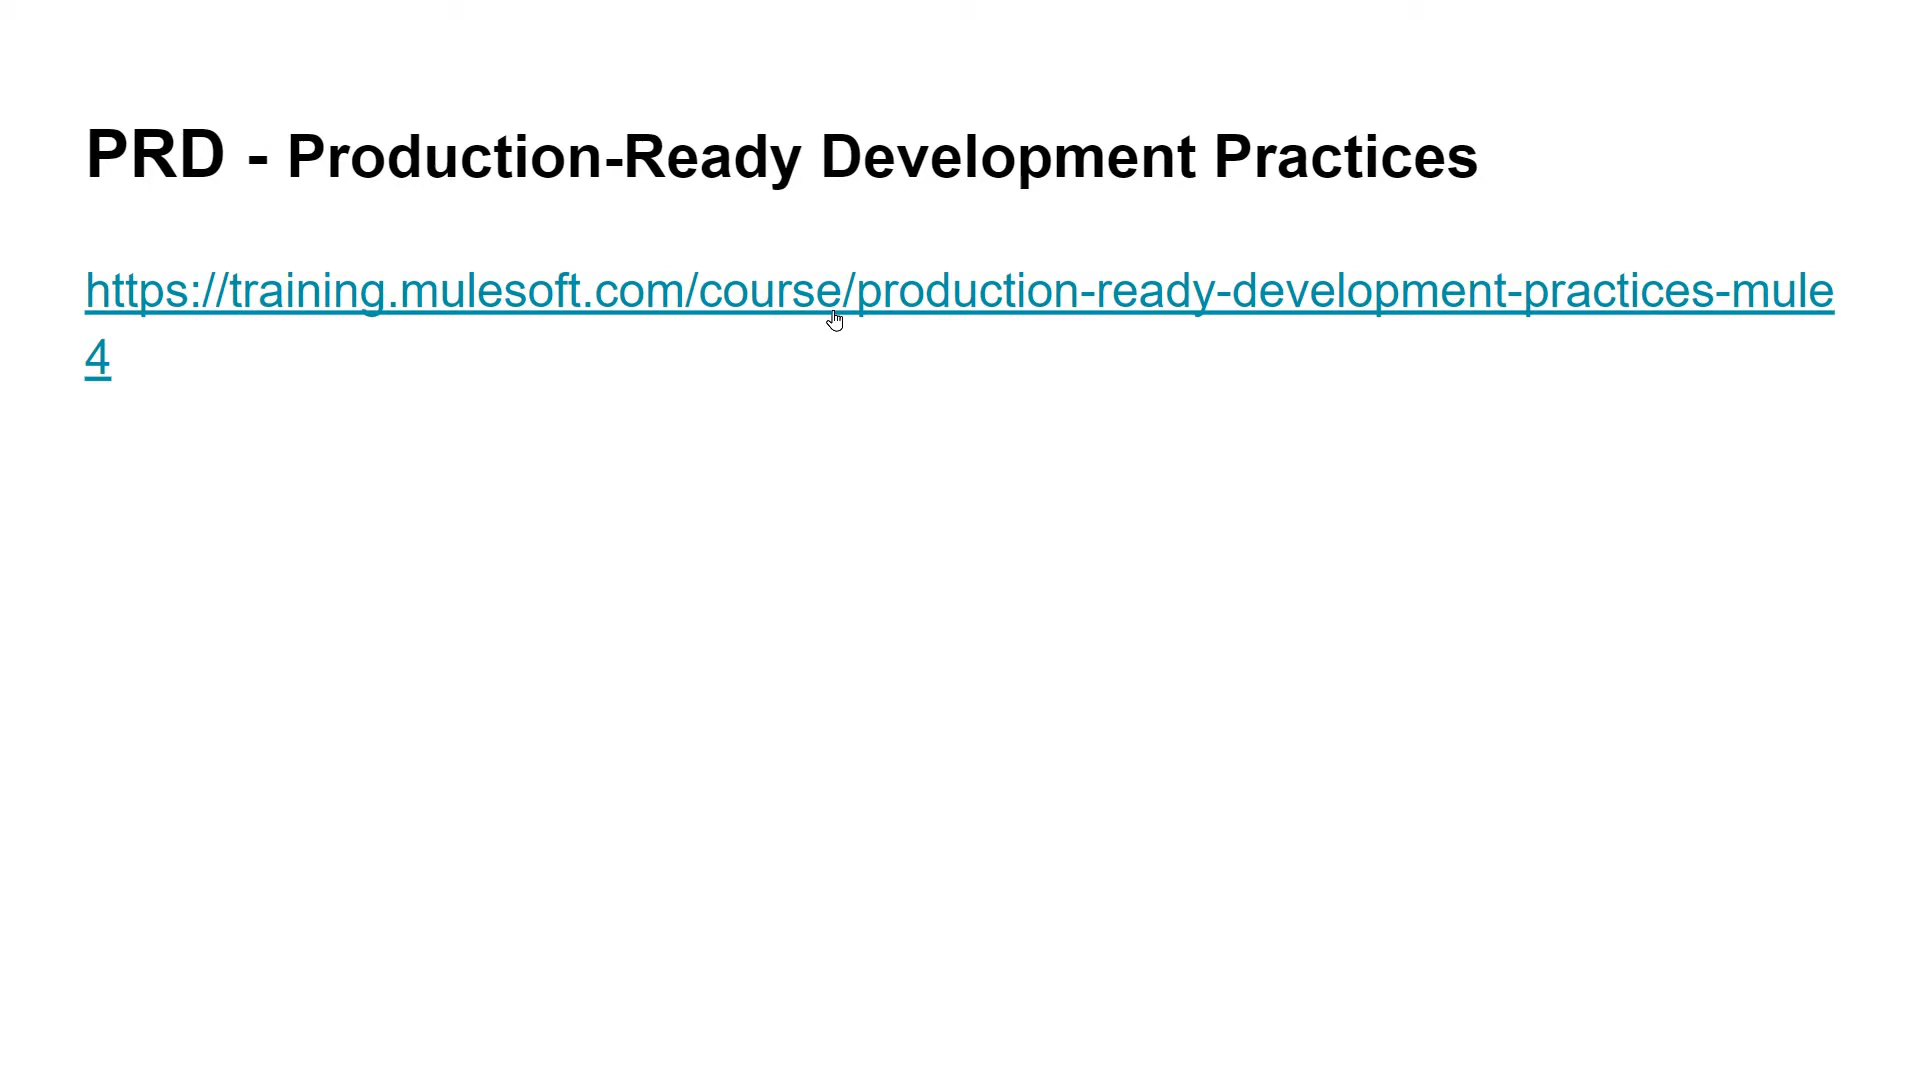 PRD - Production-Ready Development Practices
https://training.mulesoft.com/course/production-ready-development-practices-mule
4